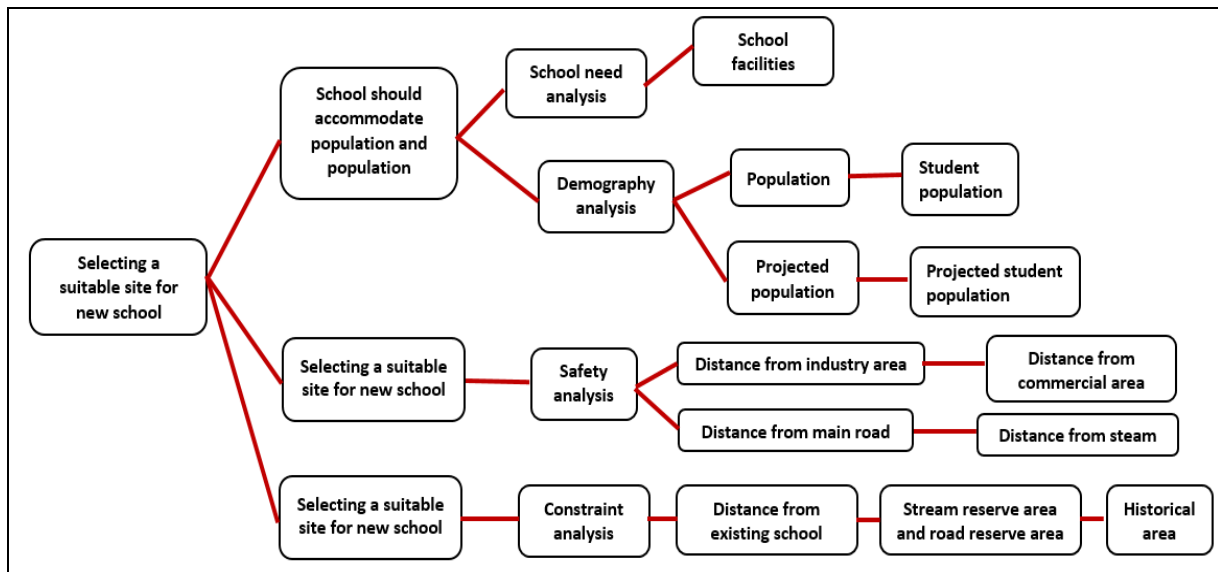 Selecting a
suitable site for
new school
School should
accommodate
population and
population
School need
analysis
School
facilities
Demography
analysis
Population
Student
population
Projected
population
Projected student
population
Selecting a suitable
site for new school
Safety
analysis
Distance from industry area
Distance from
commercial area
Distance from main road
Distance from steam
Selecting a suitable
site for new school
Constraint
analysis
Distance from
existing school
Stream reserve area
and road reserve area
Historical
area